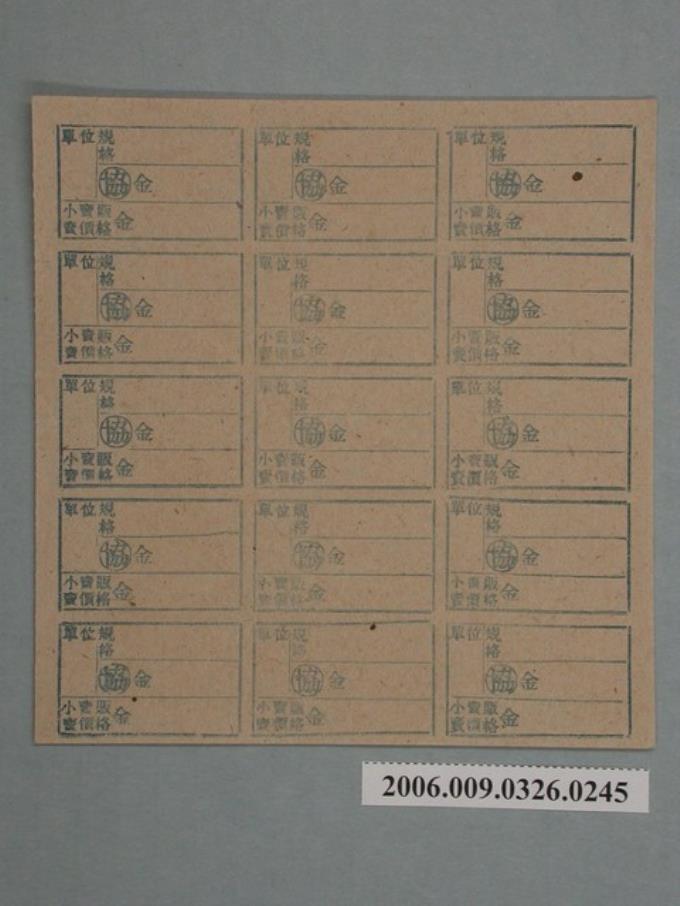 單位規
格
協金
小賣販
賣價格金
單位規
格
協金
小賣販
賣價格金
單位規
格
協金
小賣販
賣價格金
單位規
格
協金
小賣販
賣價格金
單位規
格
協金
小賣販
賣價格金
單位規
格
協金
小賣販
賣價格金
單位規
格
協金
小賣販
賣價格金
單位規
格
協金
小賣販
賣價格金
單位規
格
協金
小賣販
賣價格金
單位規
格
協金
小賣販
賣價格金
單位規
格
協金
小賣販
賣價格金
單位規
格
協金
小賣販
賣價格金
單位規
格
協金
小賣販
賣價格金
單位規
格
協金
小賣販
賣價格金
單位規
格
協金
小賣販
賣價格金
2006.009.0326.0245